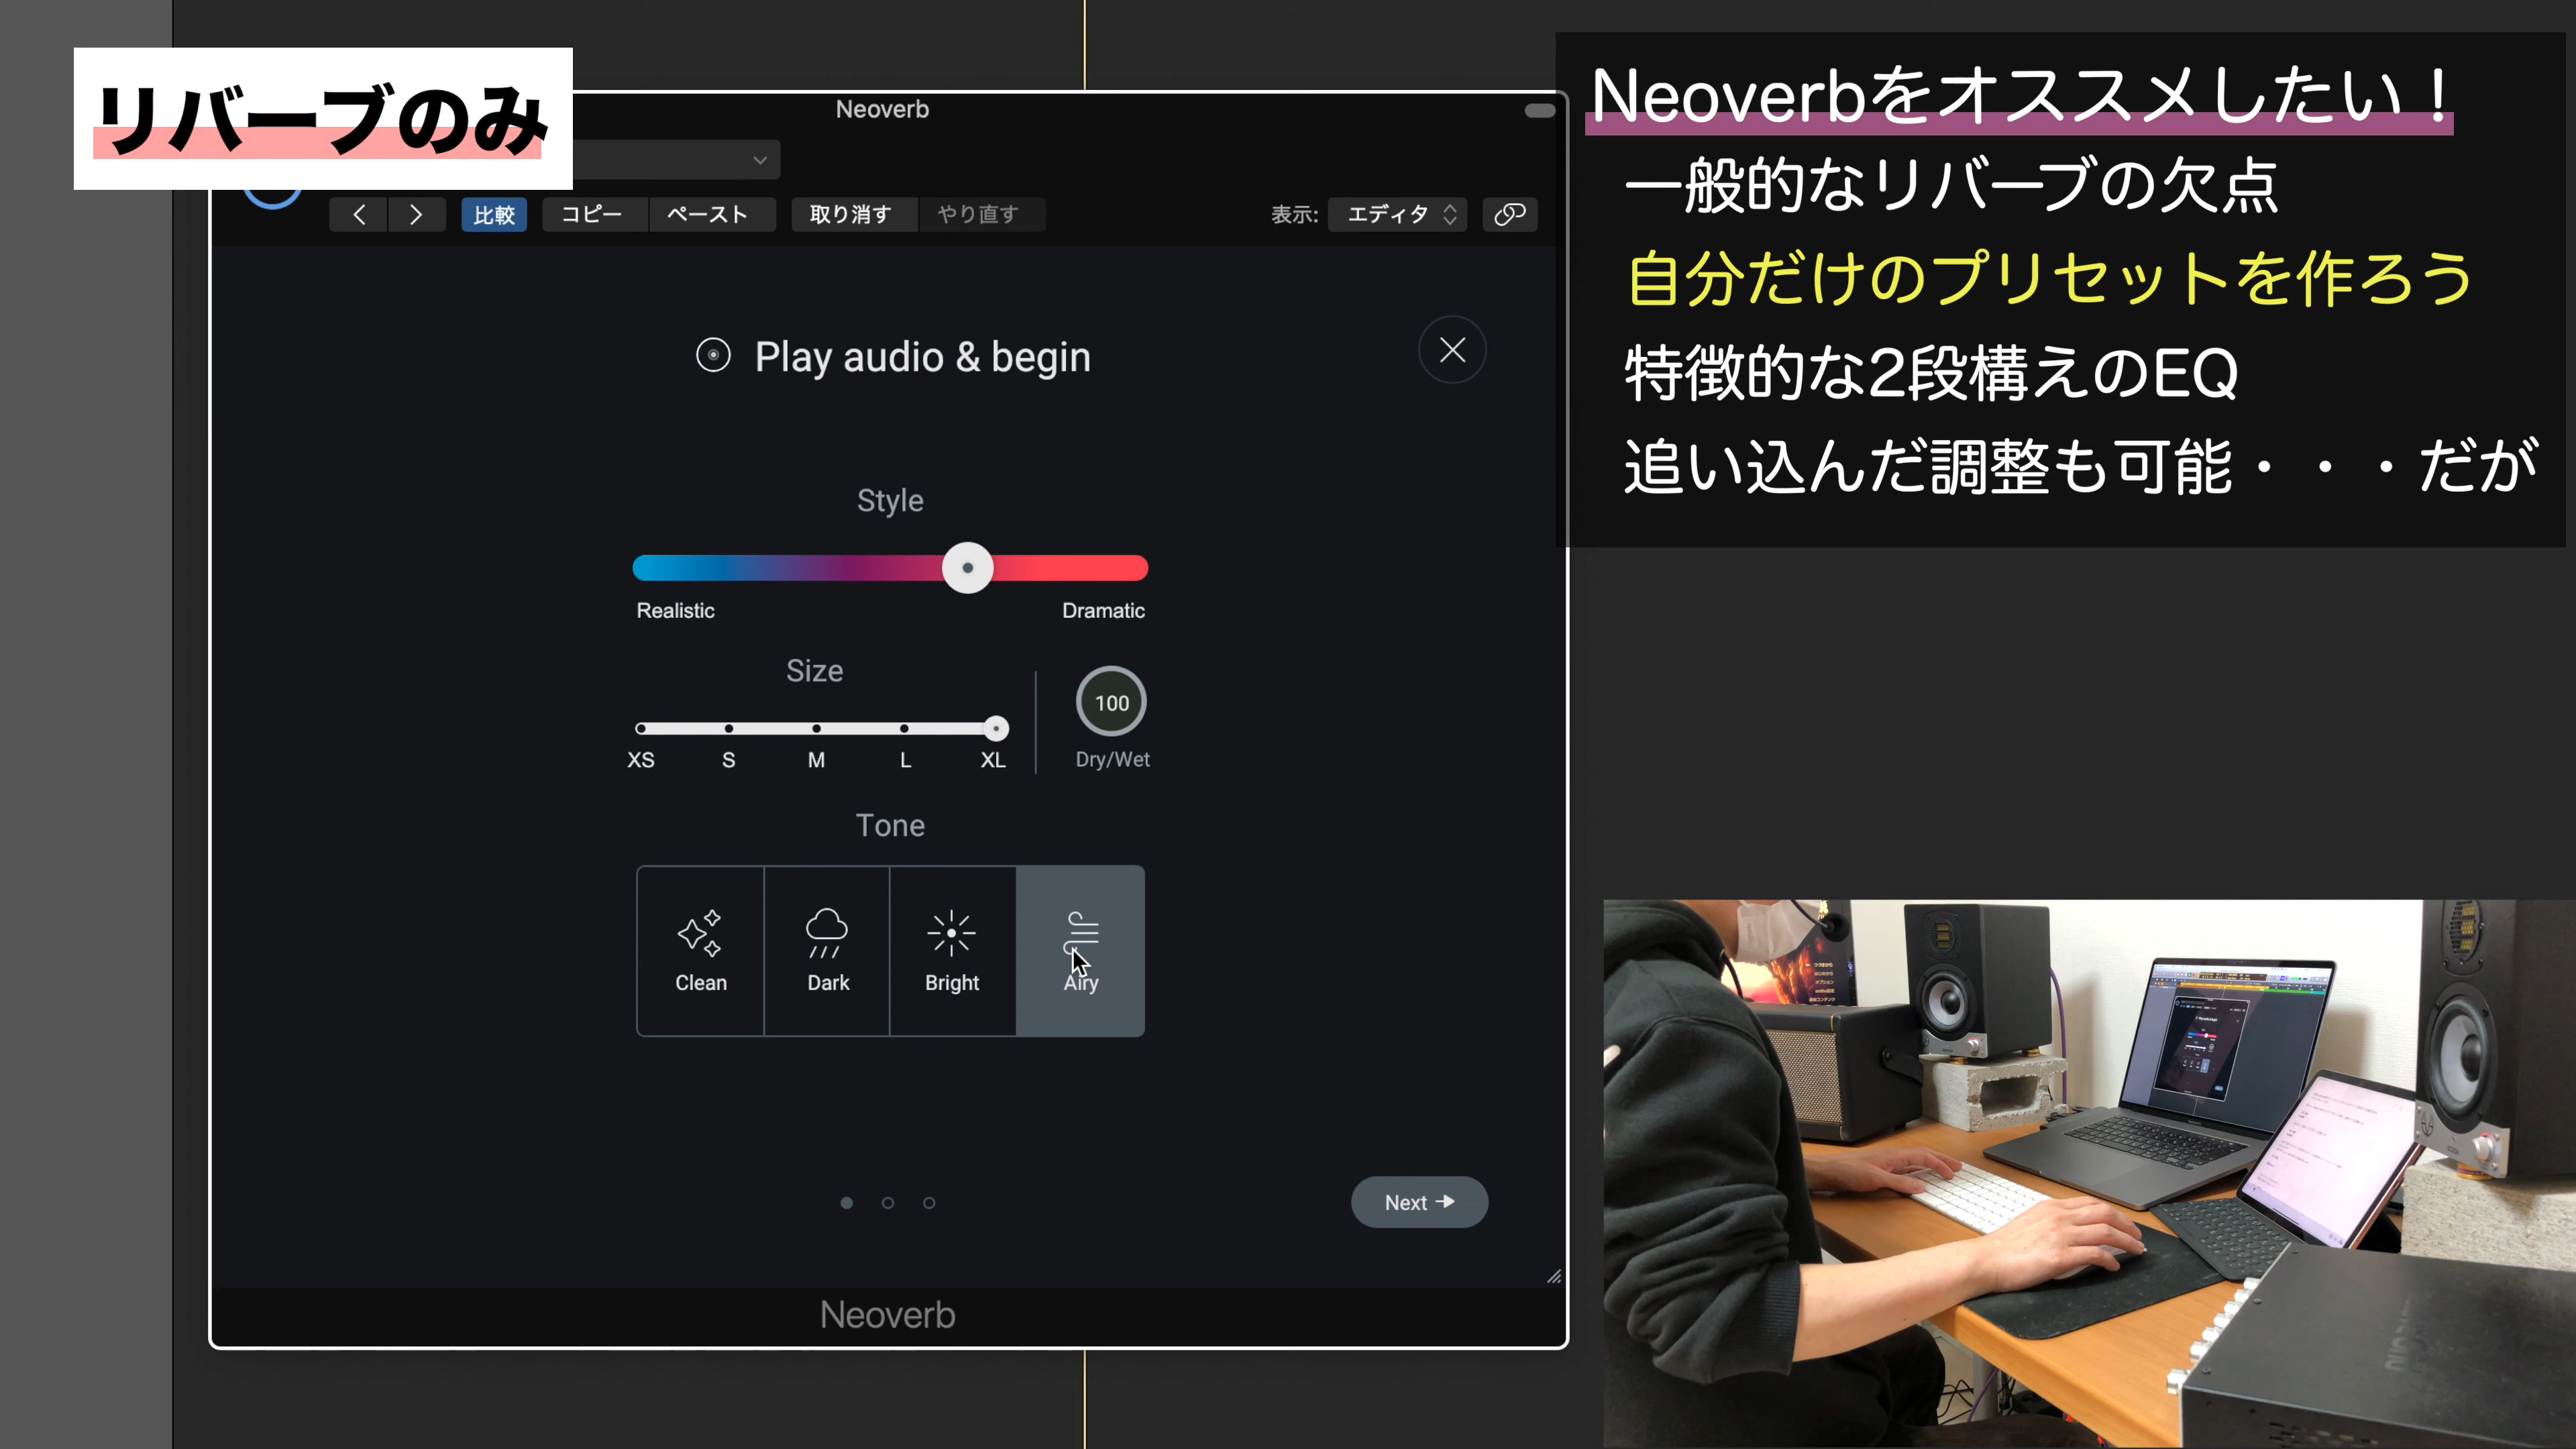 リバーブのみ
Neoverb
比較 コピー ペースト 取り消す やり直す 表示: エディタ
Play audio & begin
Style
Realistic Dramatic
Size
100
XS S M L XL Dry/Wet
Tone
Clean Dark Bright Airy
Next
Neoverb
Neoverbをオススメしたい！
一般的なリバーブの欠点
自分だけのプリセットを作ろう
特徴的な2段構えのEQ
追い込んだ調整も可能・・・だが